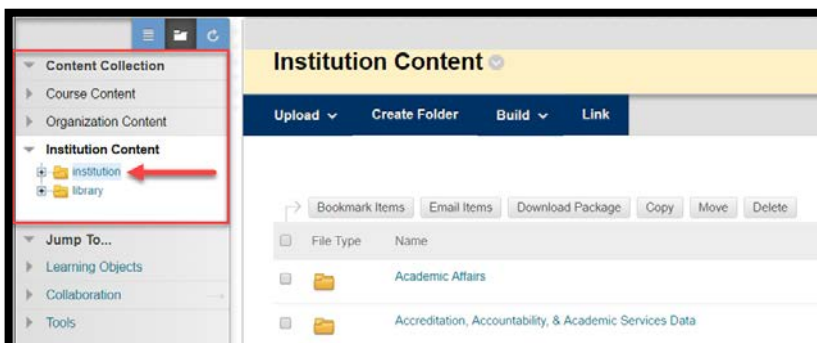 Content Collection
Course Content
Organization Content
Institution Content
institution
library
Jump To...
Learning Objects
Collaboration
Tools
Institution Content
Upload
Create Folder
Build
Link
Bookmark Items
Email Items
Download Package
Copy
Move
Delete
File Type
Name
Academic Affairs
Accreditation, Accountability, & Academic Services Data